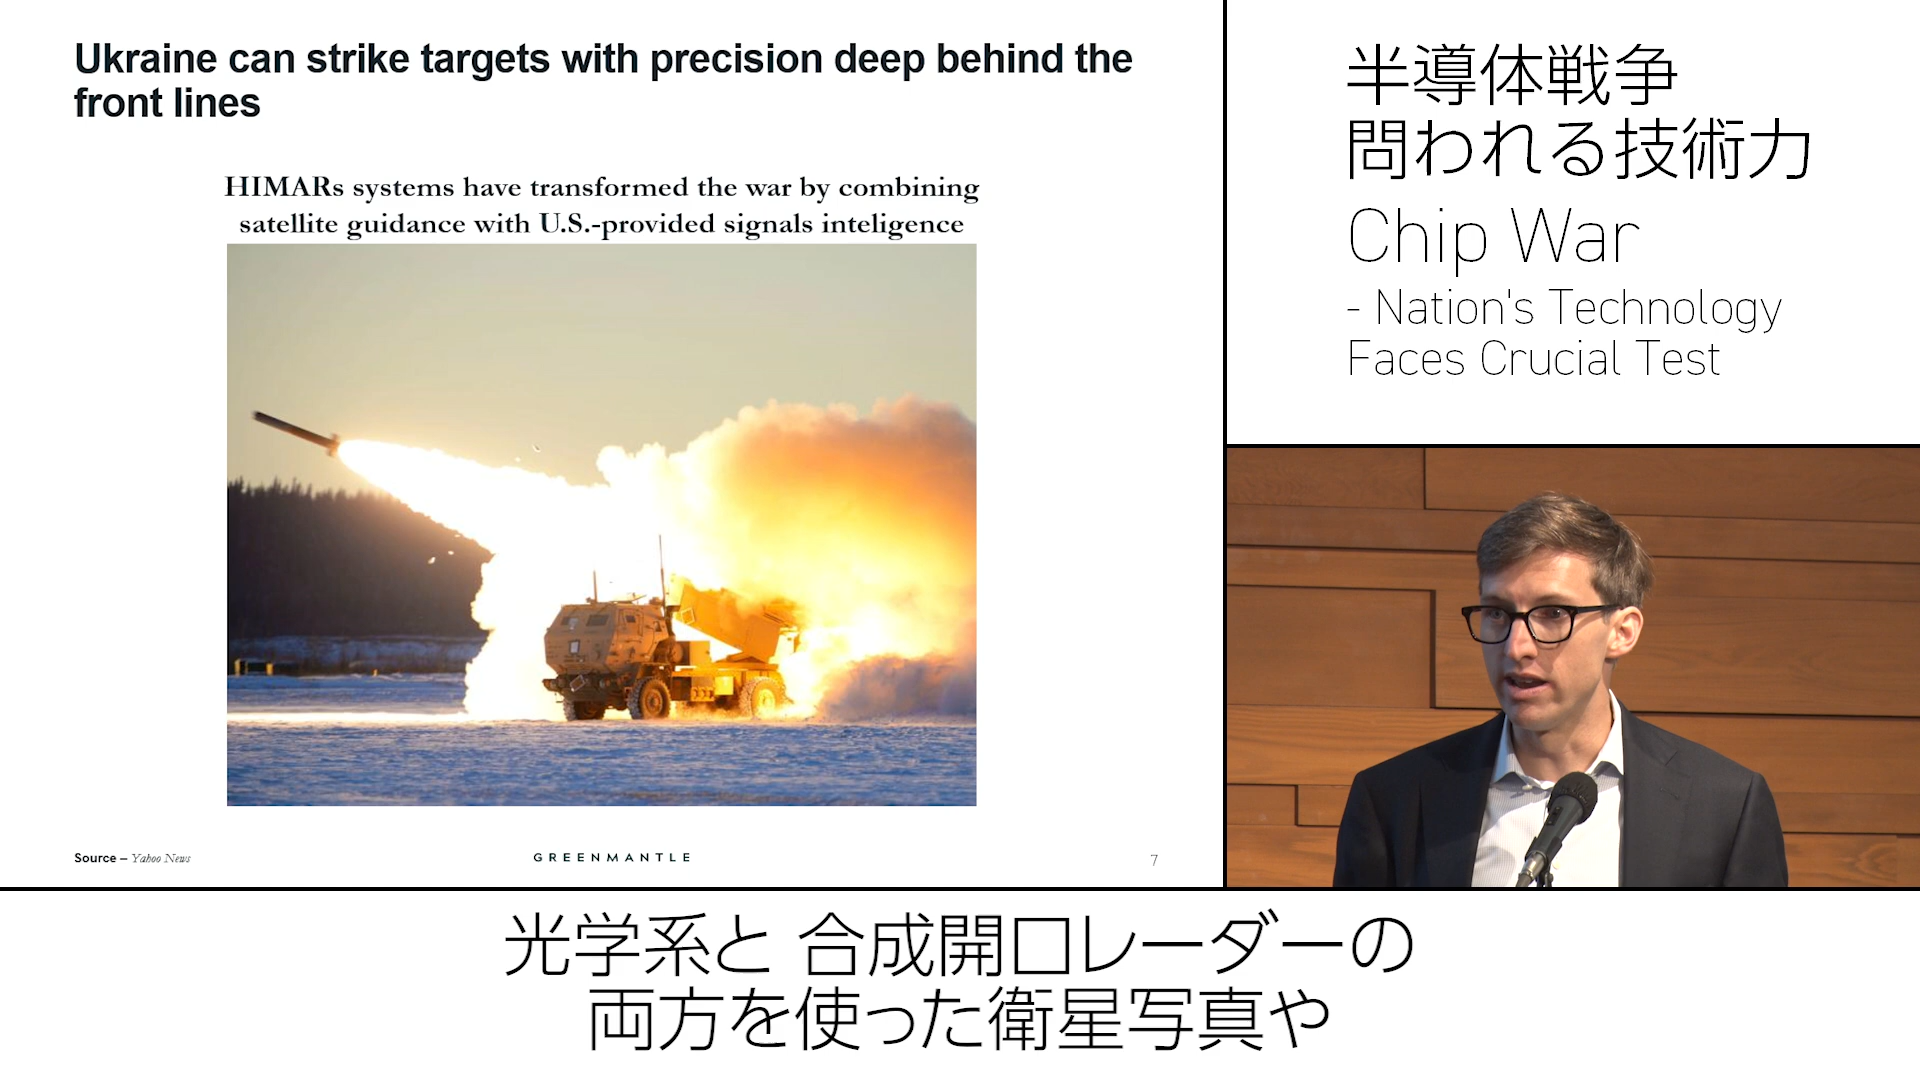 Ukraine can strike targets with precision deep behind the
front lines
HIMARs systems have transformed the war by combining
satellite guidance with U.S.-provided signals inteligence
Source – Yahoo News
GREENMANTLE
7
半導体戦争
問われる技術力
Chip War
- Nation's Technology
Faces Crucial Test
光学系と 合成開口レーダーの
両方を使った衛星写真や